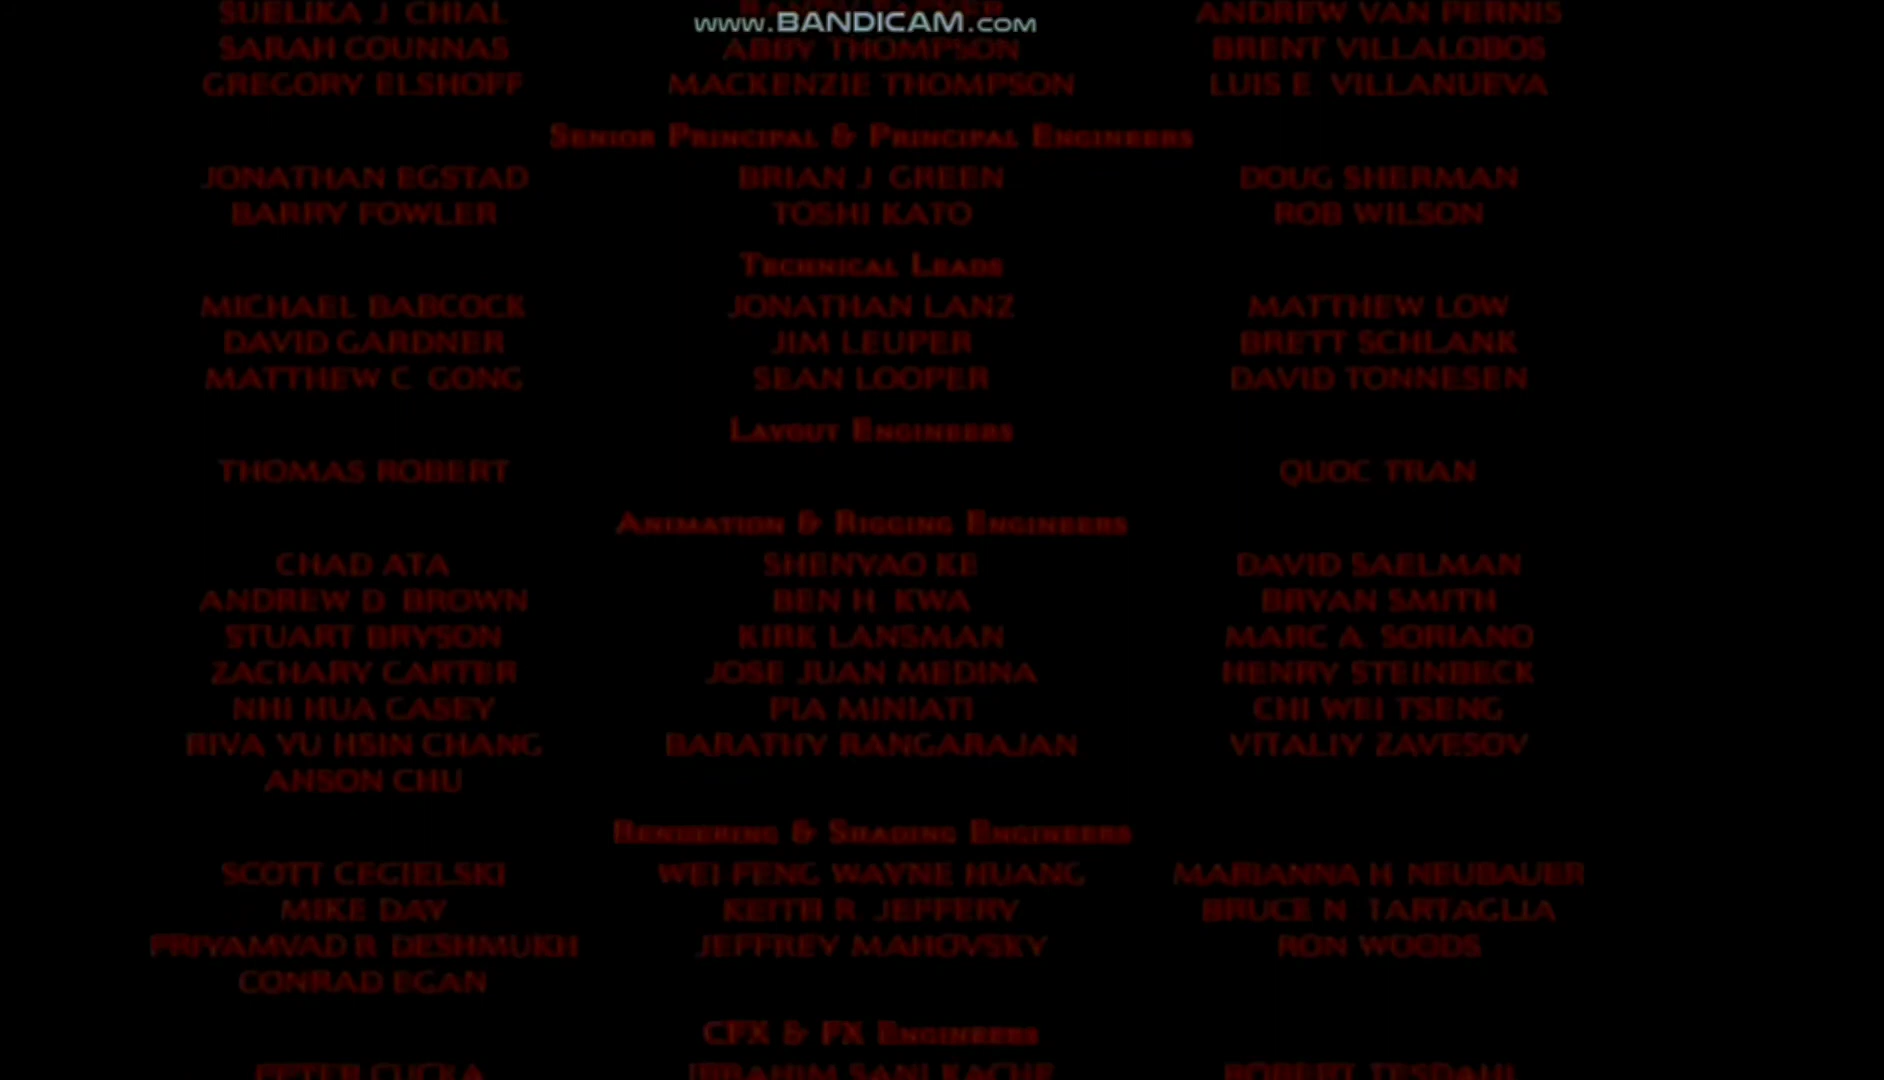 SUELIKA J CHIAL ANDREW VAN PERNIS
www.BANDICAM.COM
SARAH COUNNAS ABBY THOMPSON BRENT VILLALOBOS
GREGORY ELSHOFF MACKENZIE THOMPSON LUIS E VILLANUEVA
SENIOR PRINCIPAL & PRINCIPAL ENGINEERS
JONATHAN EGSTAD BRIAN J GREEN DOUG SHERMAN
BARRY FOWLER TOSHI KATO ROB WILSON
TECHNICAL LEADS
MICHAEL BABCOCK JONATHAN LANZ MATTHEW LOW
DAVID GARDNER JIM LEUPER BRETT SCHLANK
MATTHEW C GONG SEAN LOOPER DAVID TONNESEN
LAYOUT ENGINEERS
THOMAS ROBERT QUOC TRAN
ANIMATION & RIGGING ENGINEERS
CHAD ATA SHENYAO KE DAVID SAELMAN
ANDREW D BROWN BEN H KWA BRYAN SMITH
STUART BRYSON KIRK LANSMAN MARC A SORIANO
ZACHARY CARTER JOSE JUAN MEDINA HENRY STEINBECK
NHI HUA CASEY PIA MINIATI CHI WEI TSENG
RIVA YU HSIN CHANG BARATHY RANGARAJAN VITALIY ZAVESOV
ANSON CHU
RENDERING & SHADING ENGINEERS
SCOTT CEGIELSKI WEI FENG WAYNE HUANG MARIANNA H NEUBAUER
MIKE DAY KEITH R JEFFERY BRUCE N TARTAGLIA
PRIYAMVAD R DESHMUKH JEFFREY MAHOVSKY RON WOODS
CONRAD EGAN
CFX & FX ENGINEERS
PETER CUCKA IBRAHIM SANI KACHE ROBERT TESDAHL